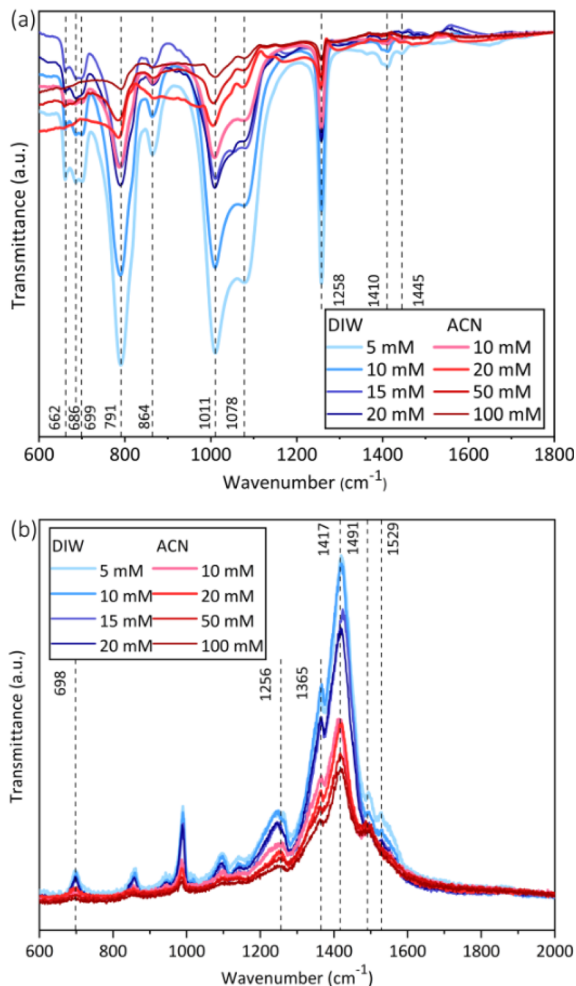 (a)
Transmittance (a.u.)
662
686
699
791
864
1011
1078
1258
1410
1445
DIW ACN
5 mM 10 mM
10 mM 20 mM
15 mM 50 mM
20 mM 100 mM
600 800 1000 1200 1400 1600 1800
Wavenumber (cm⁻¹)
(b)
Transmittance (a.u.)
DIW ACN
5 mM 10 mM
10 mM 20 mM
15 mM 50 mM
20 mM 100 mM
698
1256
1365
1417
1491
1529
600 800 1000 1200 1400 1600 1800 2000
Wavenumber (cm⁻¹)